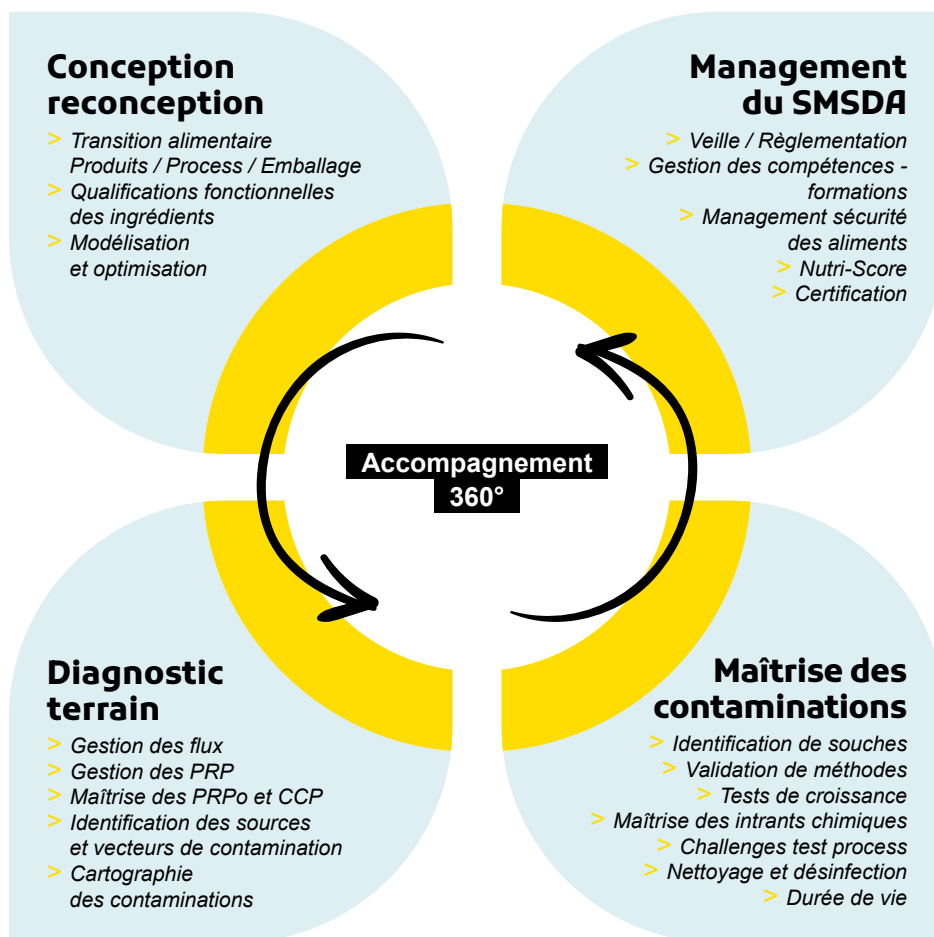 Conception
reconception
> Transition alimentaire
Produits / Process / Emballage
> Qualifications fonctionnelles
des ingrédients
> Modélisation
et optimisation
Management
du SMSDA
> Veille / Règlementation
> Gestion des compétences -
formations
> Management sécurité
des aliments
> Nutri-Score
> Certification
Accompagnement
360°
Diagnostic
terrain
> Gestion des flux
> Gestion des PRP
> Maîtrise des PRPo et CCP
> Identification des sources
et vecteurs de contamination
> Cartographie
des contaminations
Maîtrise des
contaminations
> Identification de souches
> Validation de méthodes
> Tests de croissance
> Maîtrise des intrants chimiques
> Challenges test process
> Nettoyage et désinfection
> Durée de vie